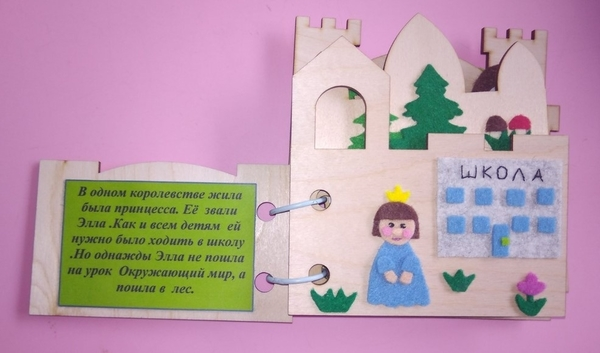 В одном королевстве жила
была принцесса. Её звали
Элла .Как и всем детям ей
нужно было ходить в школу
.Но однажды Элла не пошла
на урок Окружающий мир, а
пошла в лес.
ШКОЛА